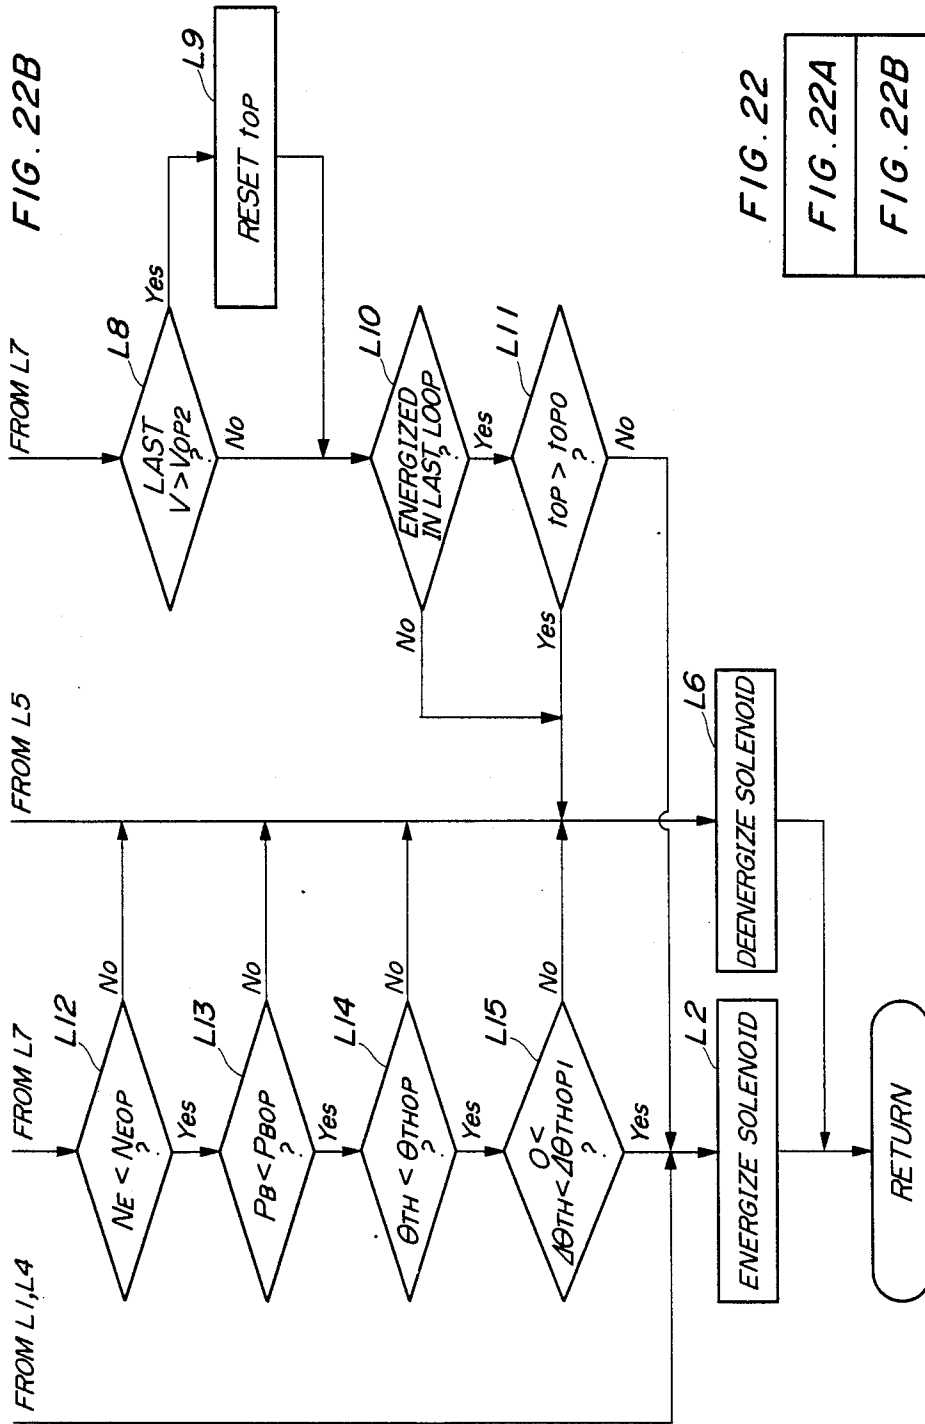 FIG. 22B
FROM L1, L4
FROM L7
FROM L5
FROM L7
L12
NE < NEOP
?
No
Yes
L13
PB < PBOP
?
No
Yes
L14
θTH < θTHOP
?
No
Yes
L15
0 <
ΔθTH < ΔθTHOP1
?
No
Yes
L8
LAST
V > VOP2
?
Yes
No
L9
RESET tOP
L10
ENERGIZED
IN LAST LOOP
?
No
Yes
L11
tOP > tOPO
?
Yes
No
L2
ENERGIZE SOLENOID
L6
DEENERGIZE SOLENOID
RETURN
FIG. 22
FIG. 22A
FIG. 22B